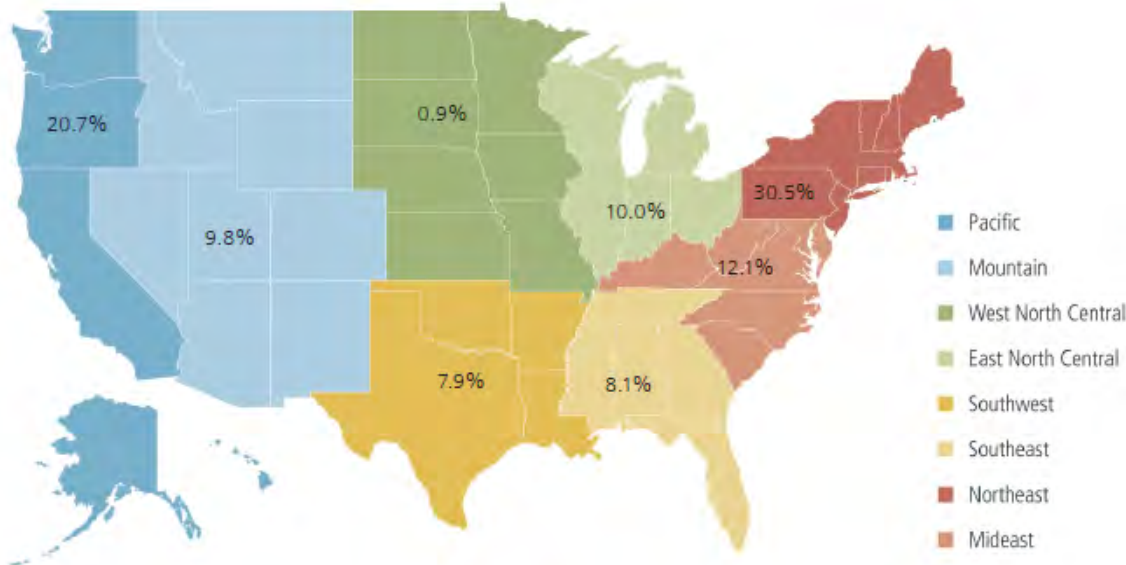 20.7%
0.9%
9.8%
10.0%
30.5%
12.1%
7.9%
8.1%
Pacific
Mountain
West North Central
East North Central
Southwest
Southeast
Northeast
Mideast